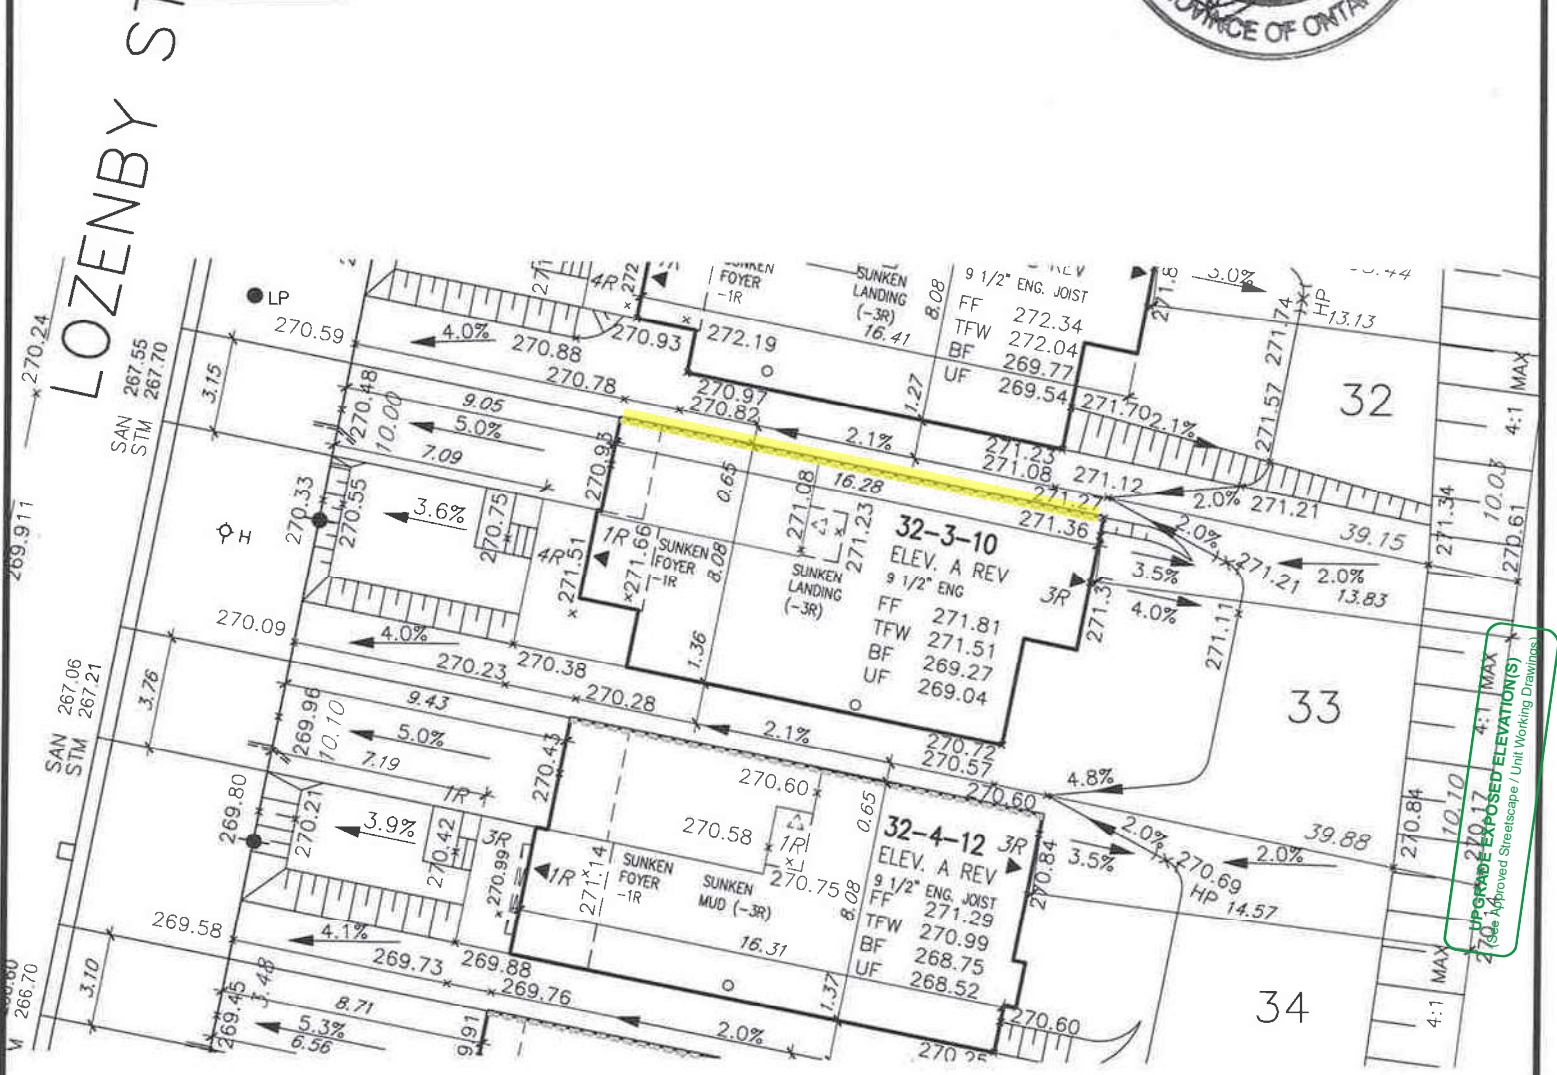 PROVINCE OF ONTA
LOZENBY ST
270.24
LP
SAN 267.55
STM 267.70
3.15
270.59
4.0%
270.88
270.93
272.19
4R
272
SUNKEN
FOYER
-1R
SUNKEN
LANDING
(-3R)
16.41
8.08
9 1/2" ENG. JOIST
FF 272.34
TFW 272.04
BF 269.77
UF 269.54
271.8
3.0%
271.74
HP
13.13
32
4:1 MAX
270.78
270.97
270.82
1.27
271.70
2.1%
271.57
271.57
270.48
10.00
9.05
5.0%
7.09
270.93
0.65
2.1%
16.28
271.23
271.08
271.12
271.27
271.36
2.0%
271.21
39.15
271.34
10.03
270.61
269.911
H
270.33
270.55
3.6%
270.75
4R
271.51
1R
271.66
SUNKEN
FOYER
-1R
8.08
271.08
271.23
SUNKEN
LANDING
(-3R)
32-3-10
ELEV. A REV
9 1/2" ENG
FF 271.81
TFW 271.51
BF 269.27
UF 269.04
3R
271.3
2.0%
3.5%
4.0%
271.21
2.0%
13.83
271.11
33
270.09
4.0%
270.23
270.38
270.28
1.36
SAN 267.06
STM 267.21
3.76
269.96
10.10
9.43
5.0%
7.19
270.43
2.1%
270.72
270.57
270.60
4.8%
4:1 MAX
UPGRADE EXPOSED ELEVATION(S)
(See Approved Streetscape / Unit Working Drawings)
270.84
10.10
270.17
39.88
269.80
270.21
1R
3.9%
270.42
3R
270.99
1R
271.14
SUNKEN
FOYER
-1R
SUNKEN
MUD (-3R)
270.60
270.58
1R
270.75
0.65
8.08
32-4-12
ELEV. A REV
9 1/2" ENG. JOIST
FF 271.29
TFW 270.99
BF 268.75
UF 268.52
3R
270.84
3.5%
2.0%
270.69
HP 14.57
2.0%
34
4:1 MAX
269.58
4.1%
269.73
269.88
269.76
16.31
1.37
270.60
270.25
266.70
3.10
269.45
3.48
8.71
5.3%
6.56
9.91
2.0%